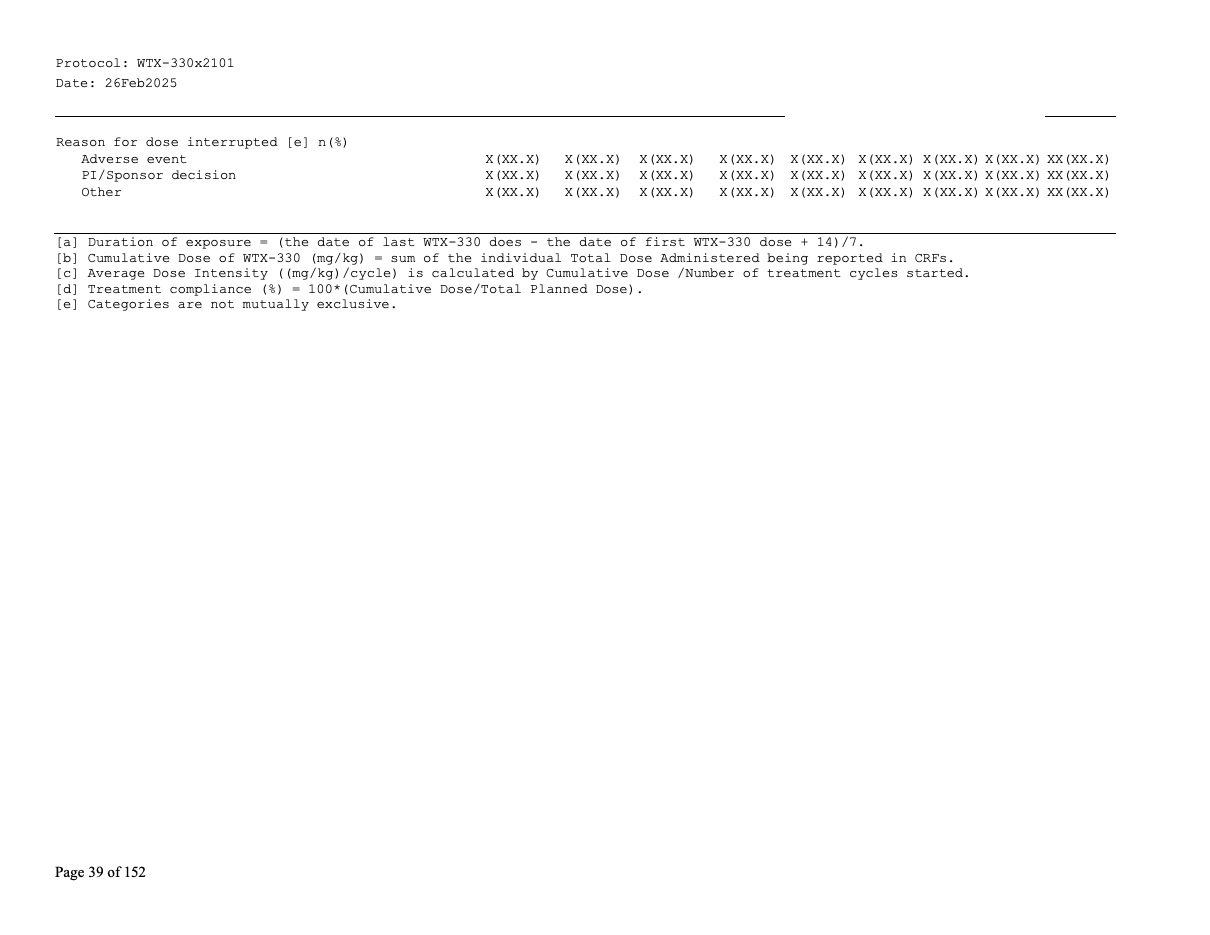 Protocol: WTX-330x2101
Date: 26Feb2025
Reason for dose interrupted [e] n(%)
Adverse event X(XX.X) X(XX.X) X(XX.X) X(XX.X) X(XX.X) X(XX.X) X(XX.X) X(XX.X) XX(XX.X)
PI/Sponsor decision X(XX.X) X(XX.X) X(XX.X) X(XX.X) X(XX.X) X(XX.X) X(XX.X) X(XX.X) XX(XX.X)
Other X(XX.X) X(XX.X) X(XX.X) X(XX.X) X(XX.X) X(XX.X) X(XX.X) X(XX.X) XX(XX.X)
[a] Duration of exposure = (the date of last WTX-330 does - the date of first WTX-330 dose + 14)/7.
[b] Cumulative Dose of WTX-330 (mg/kg) = sum of the individual Total Dose Administered being reported in CRFs.
[c] Average Dose Intensity ((mg/kg)/cycle) is calculated by Cumulative Dose /Number of treatment cycles started.
[d] Treatment compliance (%) = 100*(Cumulative Dose/Total Planned Dose).
[e] Categories are not mutually exclusive.
Page 39 of 152